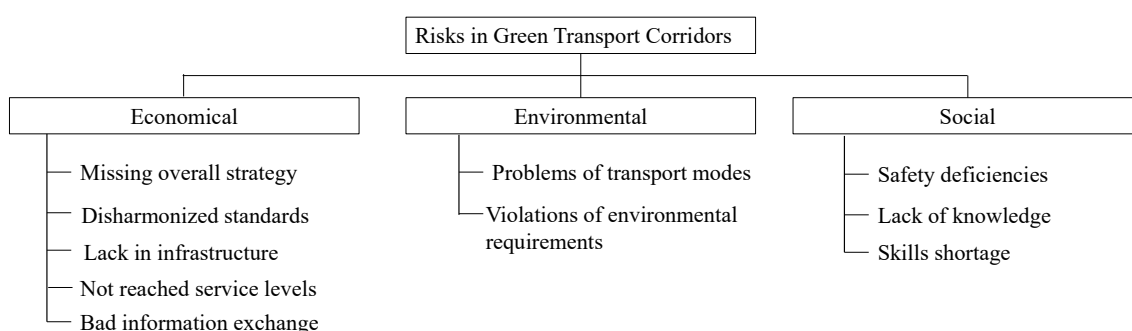 Risks in Green Transport Corridors
Economical
Missing overall strategy
Disharmonized standards
Lack in infrastructure
Not reached service levels
Bad information exchange
Environmental
Problems of transport modes
Violations of environmental
requirements
Social
Safety deficiencies
Lack of knowledge
Skills shortage